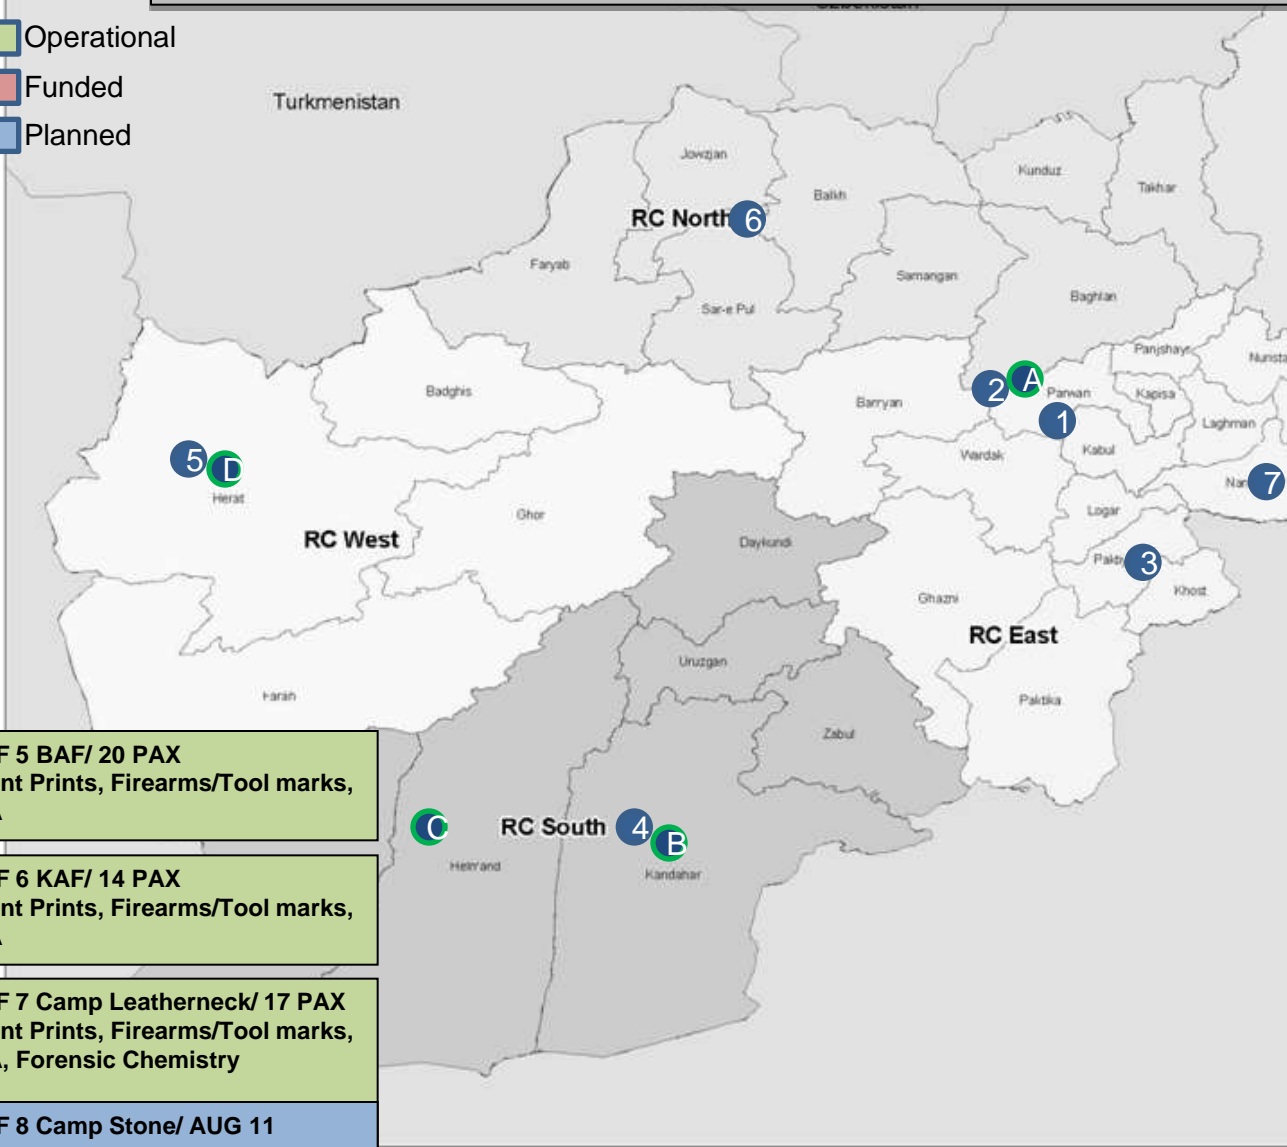 Operational
Funded
Planned
Turkmenistan
Jowzjan
Kunduz
Takhar
Balkh
RC North
6
Faryab
Samangan
Baghlan
Sar-e Pul
Panjshayr
Nurista
A
2
Parwan
Kapisa
Badghis
Barryan
1
Laghman
Kabul
Wardak
5
D
Herat
Nan
7
Logar
Ghor
RC West
Daykundi
Pakty
3
Khost
Ghazni
RC East
Uruzgan
Farah
Paktika
Zabul
F 5 BAF/ 20 PAX
nt Prints, Firearms/Tool marks,
C
RC South
4
B
Helmand
Kandahar
F 6 KAF/ 14 PAX
nt Prints, Firearms/Tool marks,
F 7 Camp Leatherneck/ 17 PAX
nt Prints, Firearms/Tool marks,
, Forensic Chemistry
F 8 Camp Stone/ AUG 11